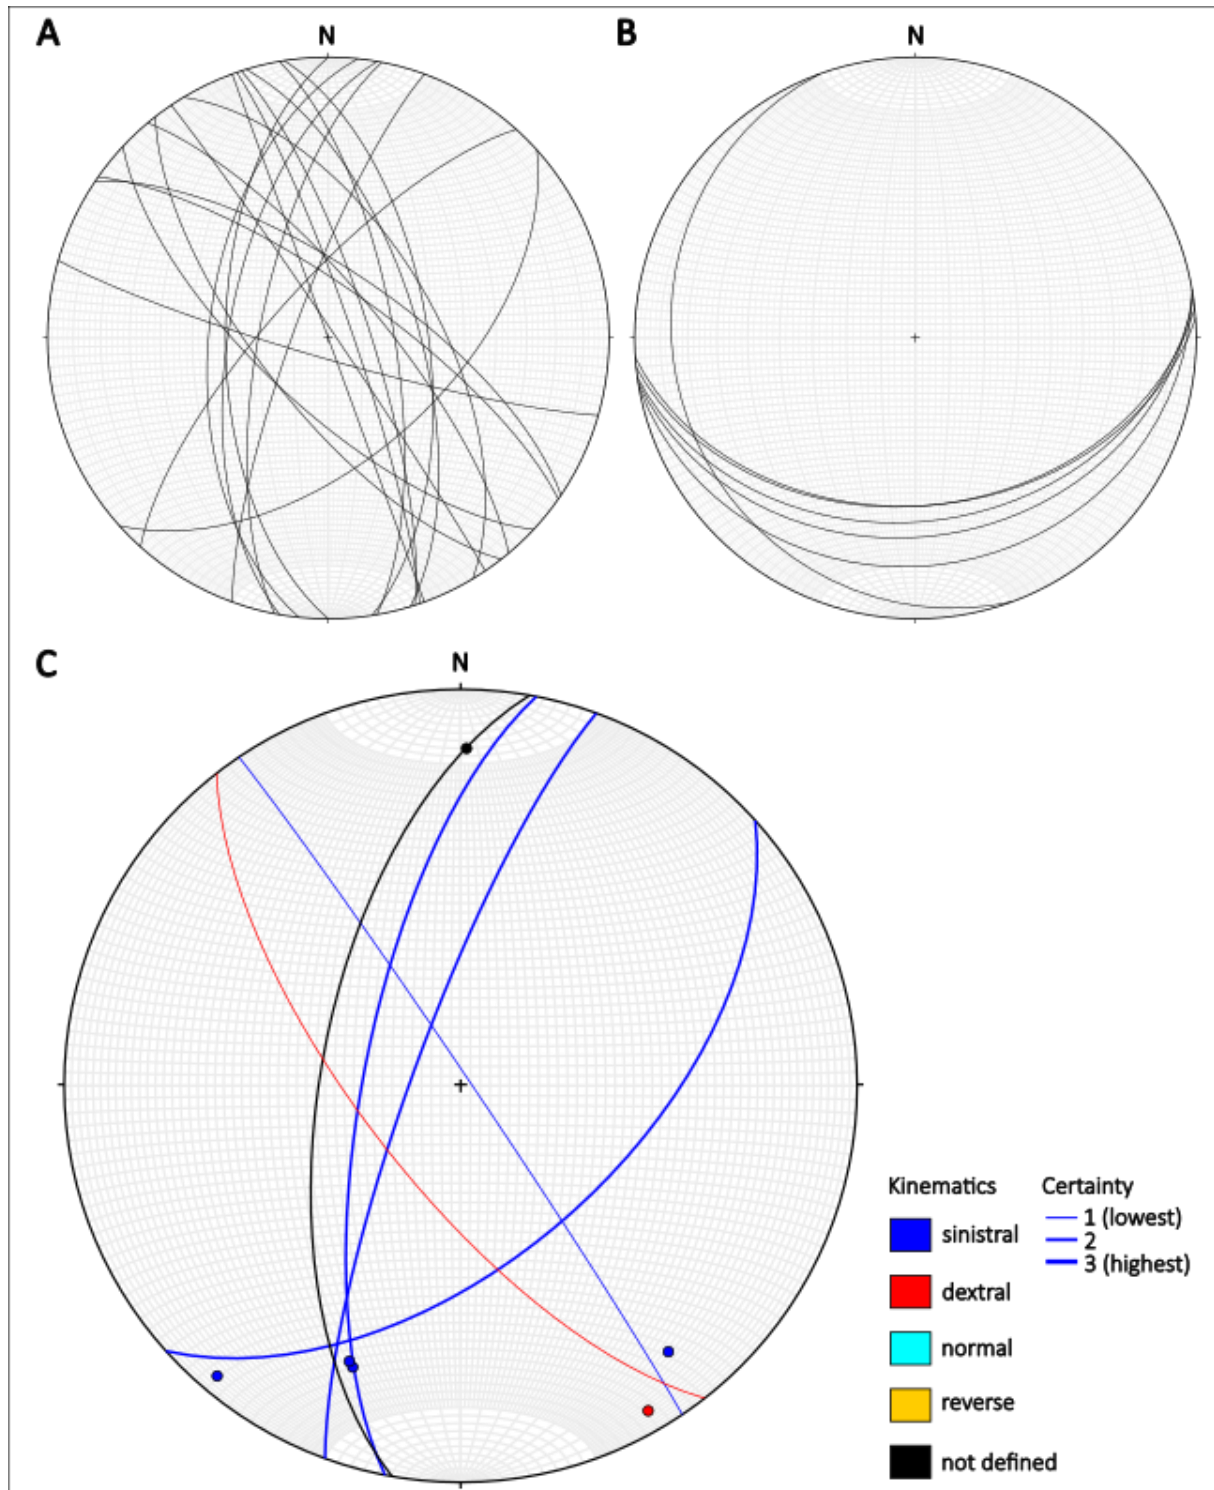 A
N
B
N
C
N
Kinematics
Certainty
sinistral
1 (lowest)
2
3 (highest)
dextral
normal
reverse
not defined